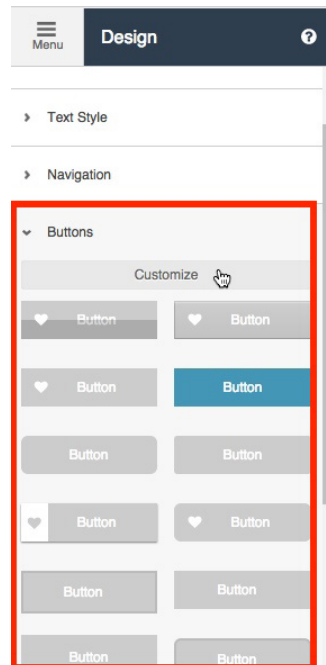 Menu
Design
?
Text Style
Navigation
Buttons
Customize
Button
Button
Button
Button
Button
Button
Button
Button
Button
Button
Button
Button